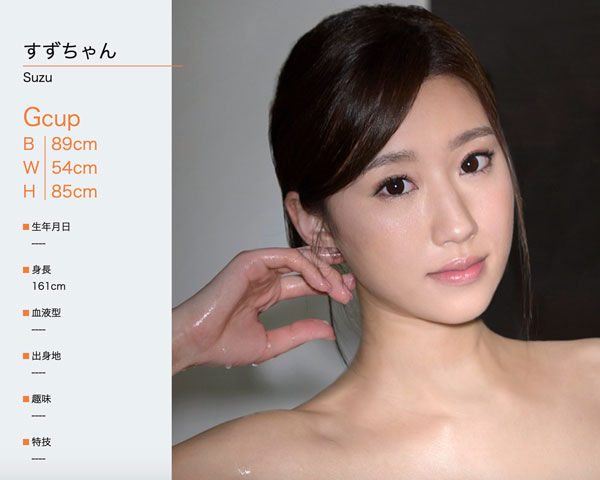 すずちゃん
Suzu
Gcup
B 89cm
W 54cm
H 85cm
生年月日
----
身長
161cm
血液型
----
出身地
----
趣味
----
特技
----